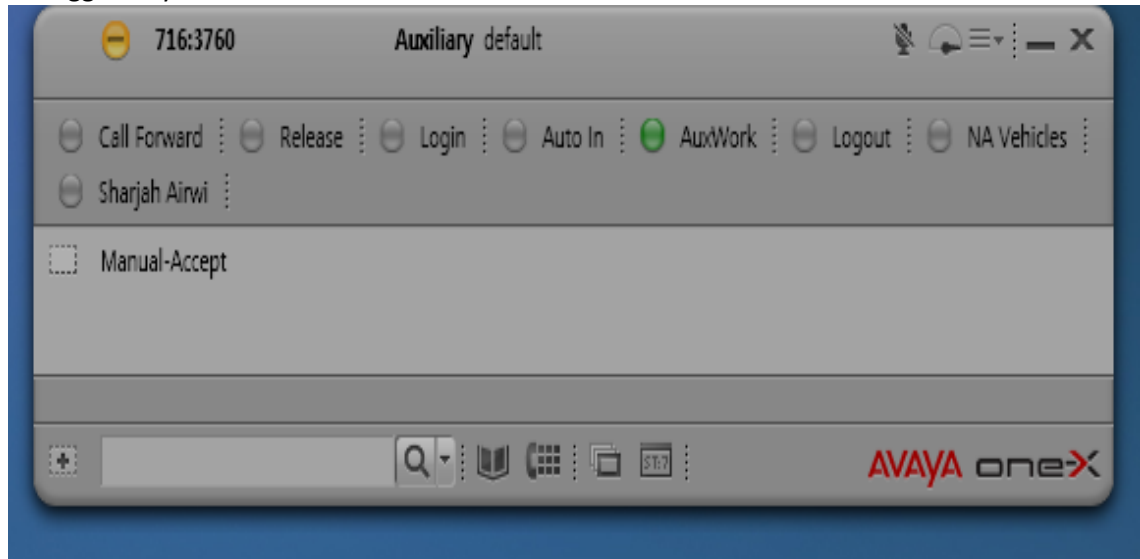 716:3760 Auxiliary default
Call Forward Release Login Auto In AuxWork Logout NA Vehicles
Sharjah Airwi
Manual-Accept
ST:? AVAYA one-X